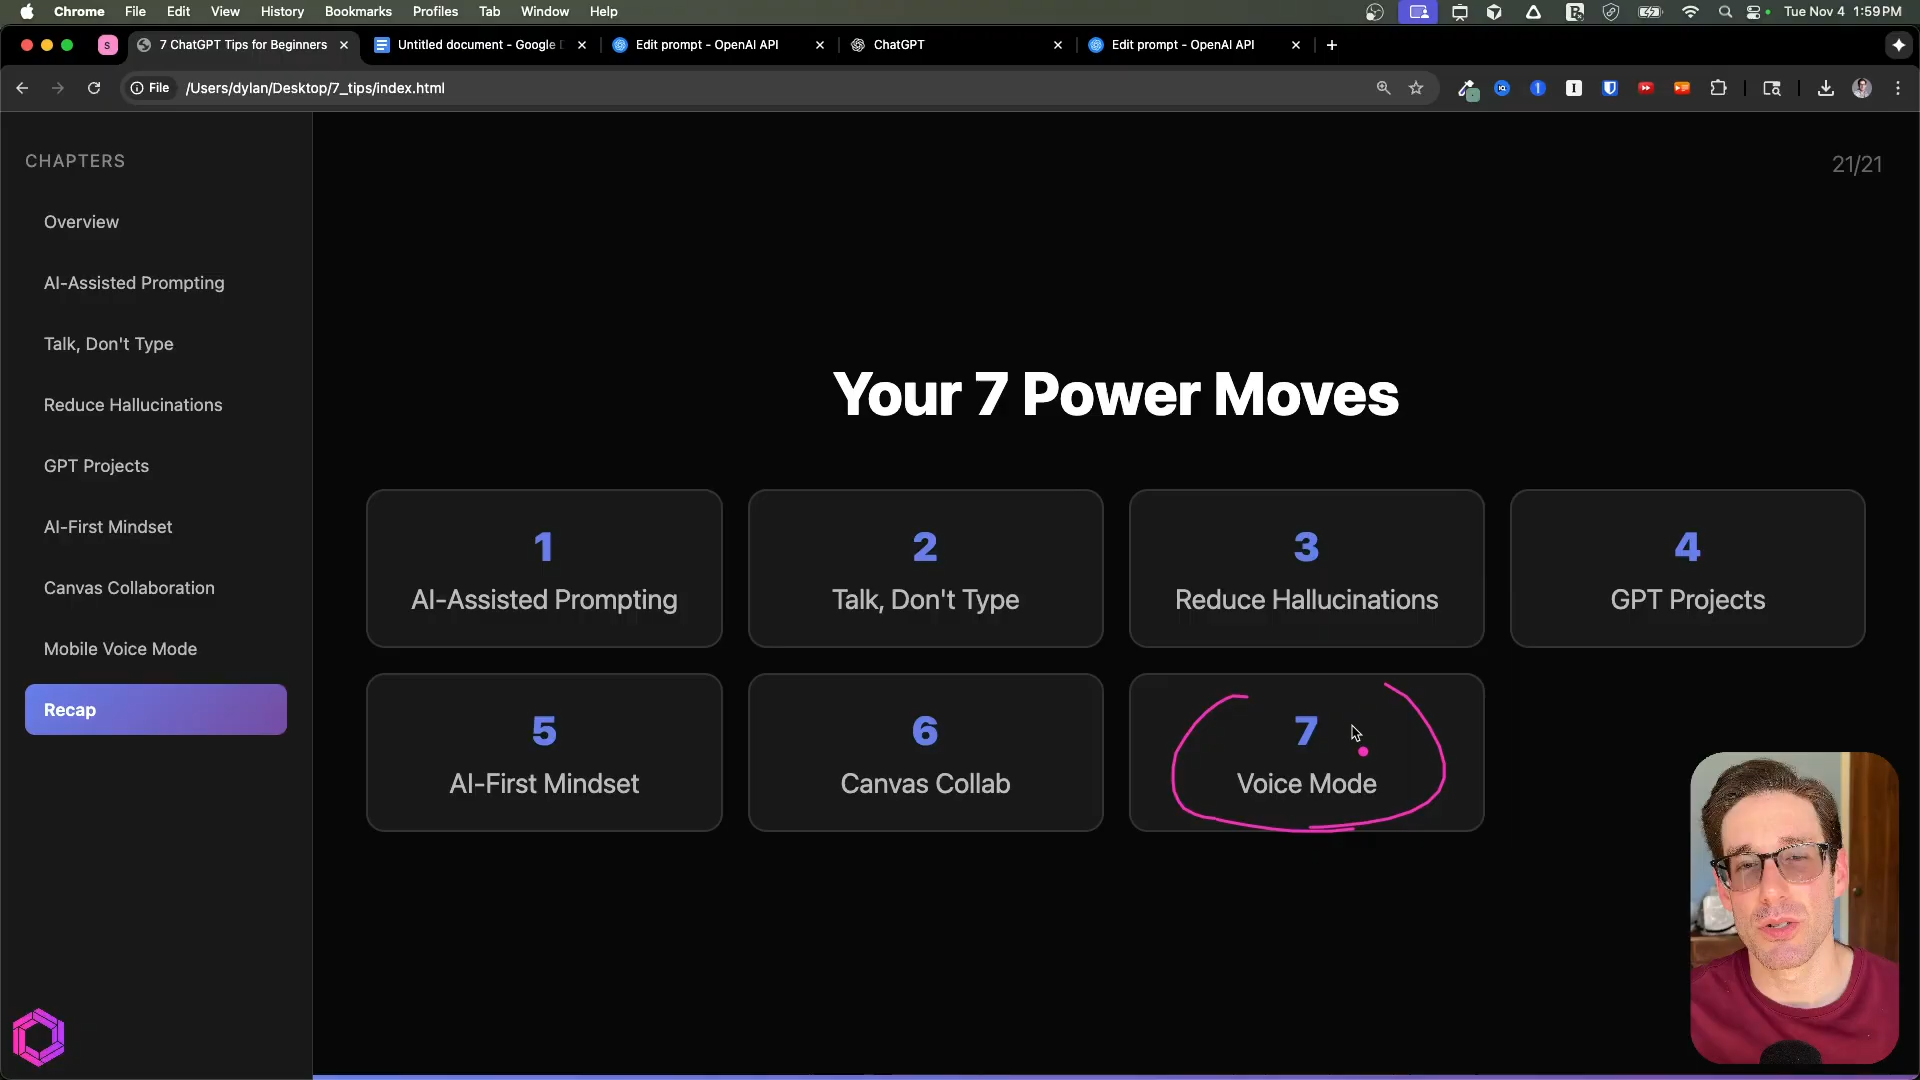 Chrome File Edit View History Bookmarks Profiles Tab Window Help
Tue Nov 4 1:59PM
S
7 ChatGPT Tips for Beginners
Untitled document - Google
Edit prompt - OpenAI API
ChatGPT
Edit prompt - OpenAI API
File /Users/dylan/Desktop/7_tips/index.html
CHAPTERS
Overview
AI-Assisted Prompting
Talk, Don't Type
Reduce Hallucinations
GPT Projects
AI-First Mindset
Canvas Collaboration
Mobile Voice Mode
Recap
21/21
Your 7 Power Moves
1
AI-Assisted Prompting
2
Talk, Don't Type
3
Reduce Hallucinations
4
GPT Projects
5
AI-First Mindset
6
Canvas Collab
7
Voice Mode